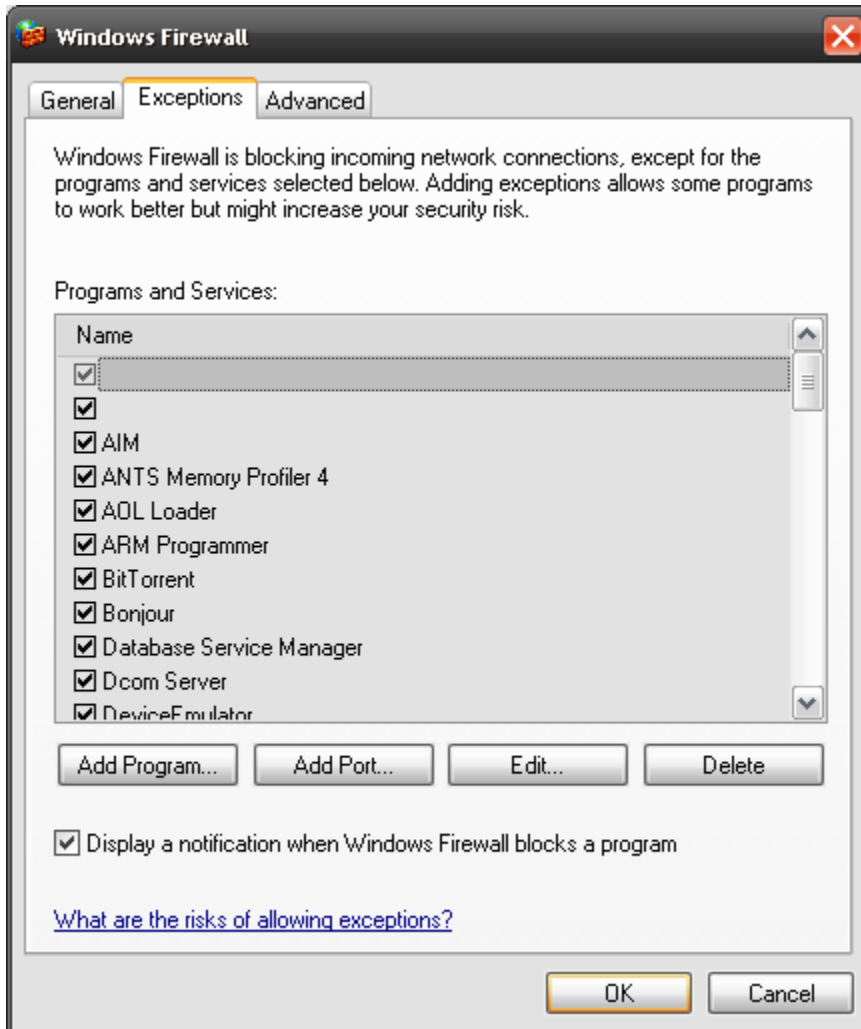 Windows Firewall
General Exceptions Advanced
Windows Firewall is blocking incoming network connections, except for the
programs and services selected below. Adding exceptions allows some programs
to work better but might increase your security risk.
Programs and Services:
Name
AIM
ANTS Memory Profiler 4
AOL Loader
ARM Programmer
BitTorrent
Bonjour
Database Service Manager
Dcom Server
DeviceEmulator
Add Program... Add Port... Edit... Delete
Display a notification when Windows Firewall blocks a program
What are the risks of allowing exceptions?
OK Cancel